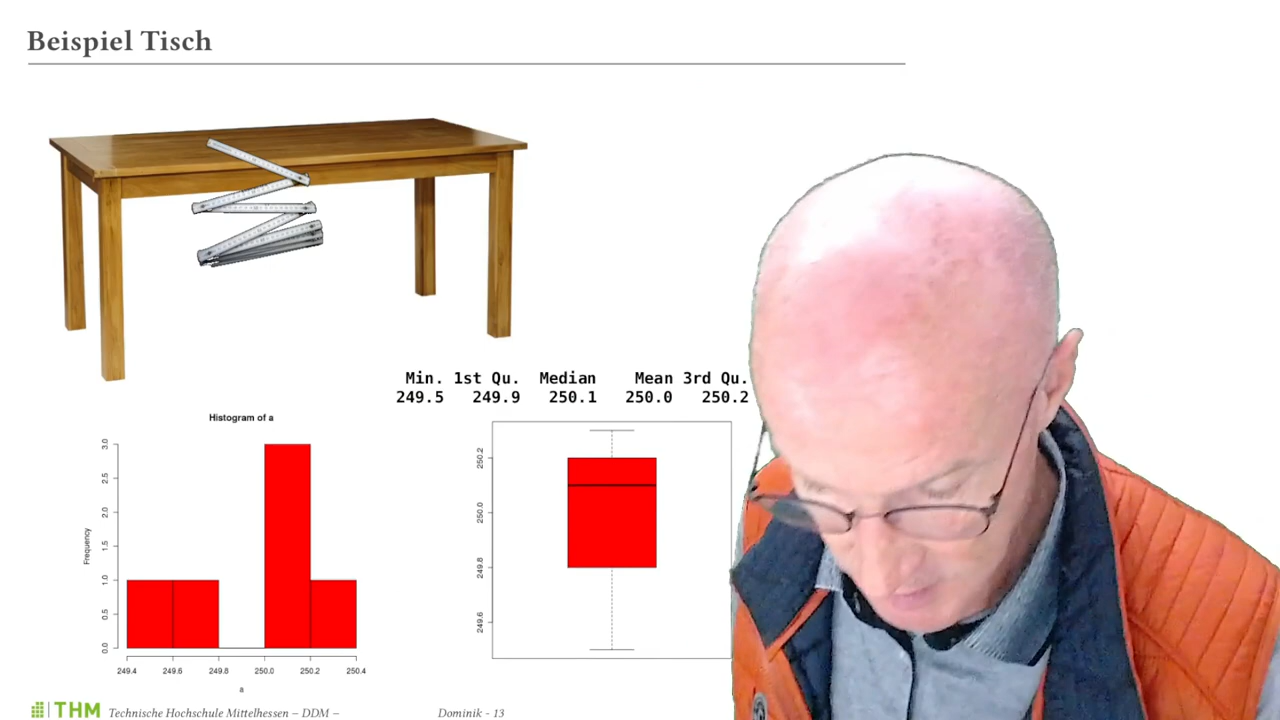 Beispiel Tisch
Min. 1st Qu. Median Mean 3rd Qu.
249.5 249.9 250.1 250.0 250.2
Histogram of a
Frequency
3.0
2.5
2.0
1.5
1.0
0.5
0.0
249.4 249.6 249.8 250.0 250.2 250.4
a
250.2
250.0
249.8
249.6
THM Technische Hochschule Mittelhessen – DDM – Dominik - 13